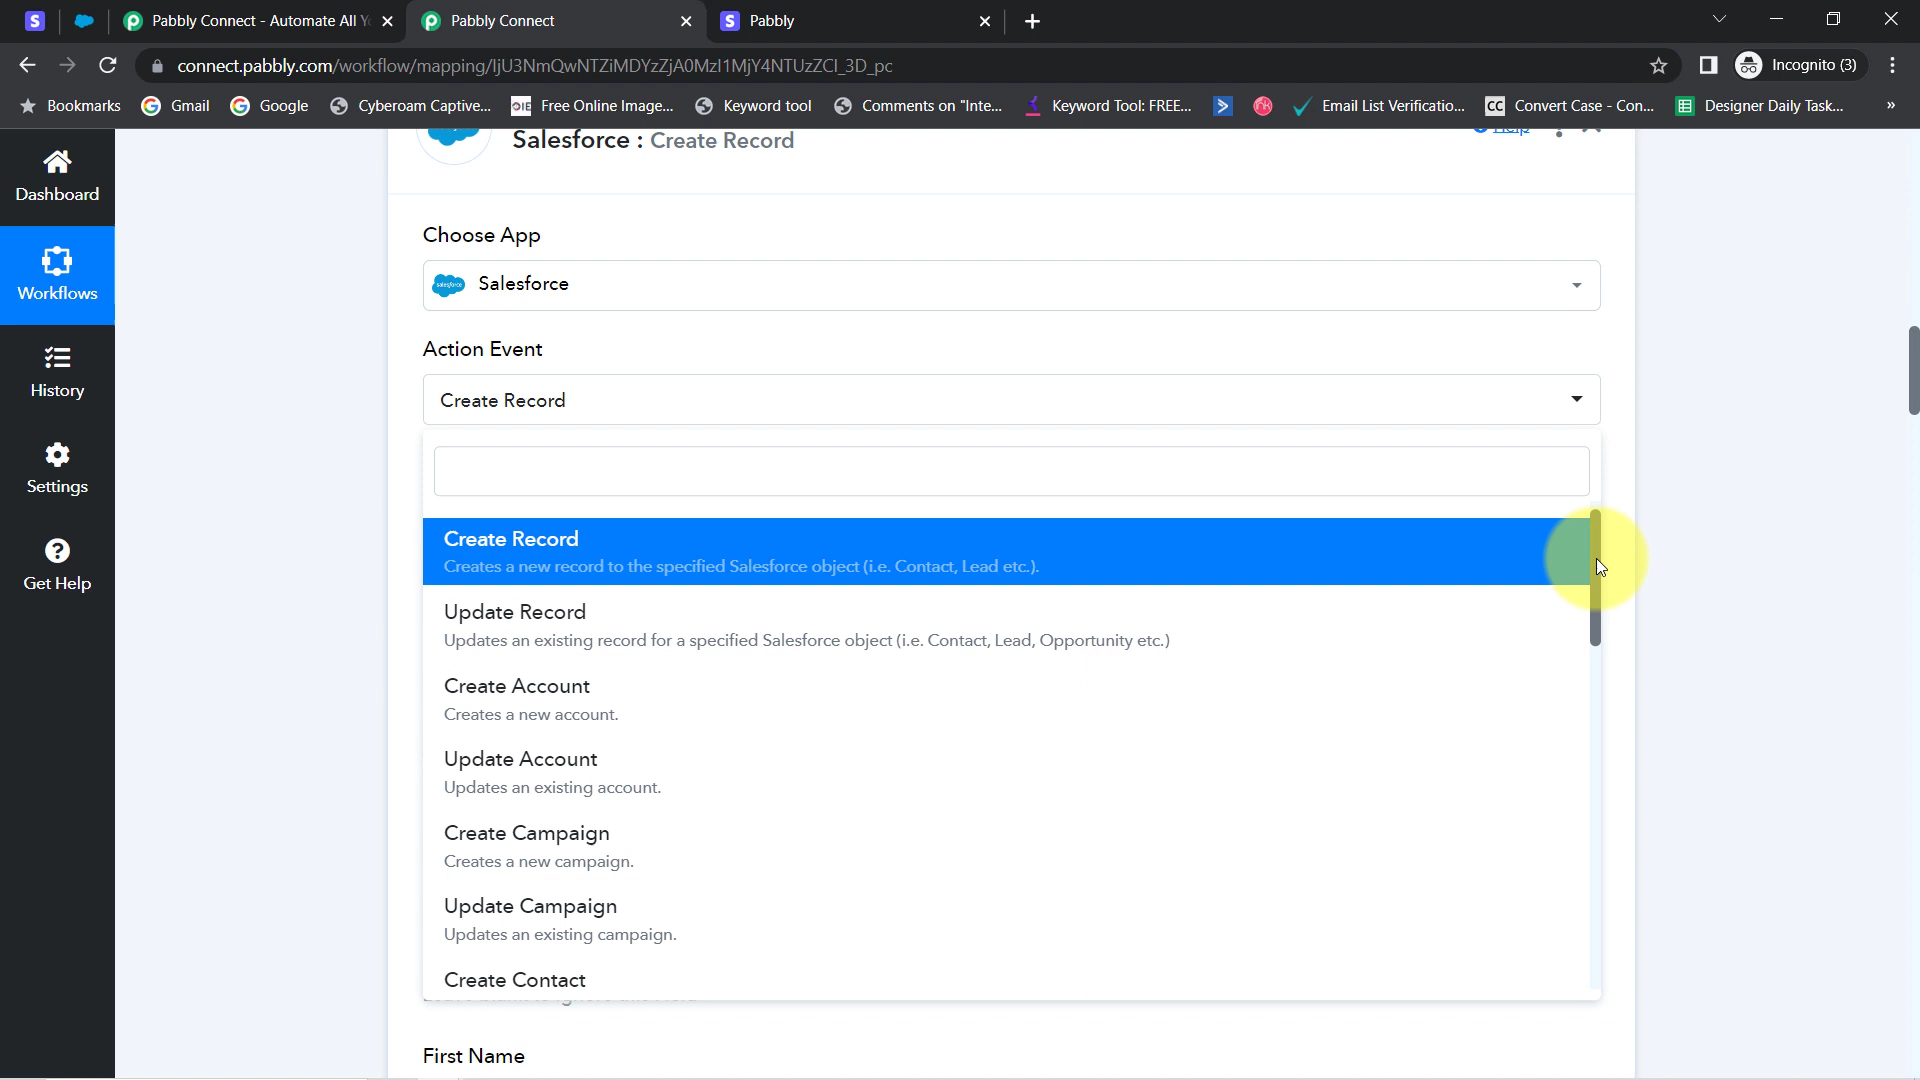 Pabbly Connect - Automate All Y
Pabbly Connect
Pabbly
connect.pabbly.com/workflow/mapping/IjU3NmQwNTZiMDYzZjA0MzI1MjY4NTUzZCI_3D_pc
Incognito (3)
Bookmarks
Gmail
Google
Cyberoam Captive...
Free Online Image...
Keyword tool
Comments on "Inte...
Keyword Tool: FREE...
Email List Verificatio...
CC
Convert Case - Con...
Designer Daily Task...
»
Dashboard
Workflows
History
Settings
Get Help
Salesforce : Create Record
Help
Choose App
salesforce
Salesforce
Action Event
Create Record
Create Record
Creates a new record to the specified Salesforce object (i.e. Contact, Lead etc.).
Update Record
Updates an existing record for a specified Salesforce object (i.e. Contact, Lead, Opportunity etc.)
Create Account
Creates a new account.
Update Account
Updates an existing account.
Create Campaign
Creates a new campaign.
Update Campaign
Updates an existing campaign.
Create Contact
First Name